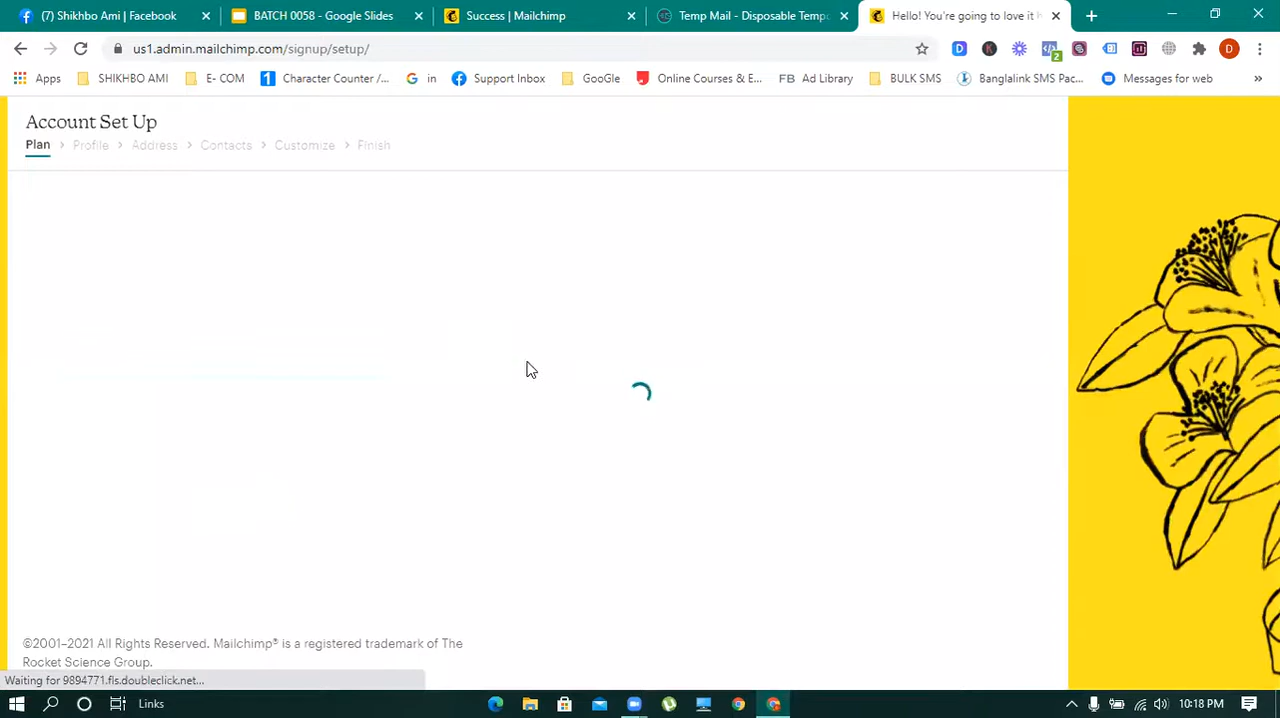 (7) Shikhbo Ami | Facebook
BATCH 0058 - Google Slides
Success | Mailchimp
Temp Mail - Disposable Tempo
Hello! You're going to love it h
us1.admin.mailchimp.com/signup/setup/
D
K
2
D
Apps
SHIKHBO AMI
E- COM
1 Character Counter /...
G in
Support Inbox
GooGle
Online Courses & E...
FB Ad Library
BULK SMS
Banglalink SMS Pac...
Messages for web
»
Account Set Up
Plan > Profile > Address > Contacts > Customize > Finish
©2001–2021 All Rights Reserved. Mailchimp® is a registered trademark of The
Rocket Science Group.
Waiting for 9894771.fls.doubleclick.net...
Links
10:18 PM